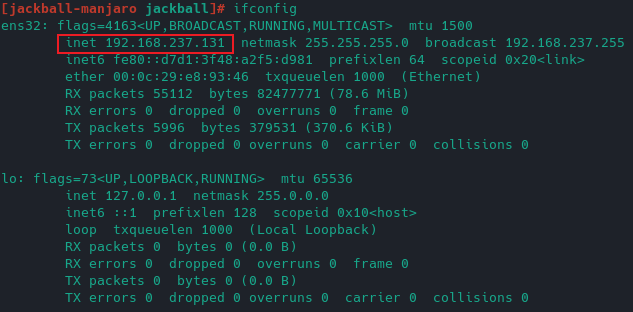 [jackball-manjaro jackball]# ifconfig
ens32: flags=4163<UP,BROADCAST,RUNNING,MULTICAST>  mtu 1500
        inet 192.168.237.131  netmask 255.255.255.0  broadcast 192.168.237.255
        inet6 fe80::d7d1:3f48:a2f5:d981  prefixlen 64  scopeid 0x20<link>
        ether 00:0c:29:e8:93:46  txqueuelen 1000  (Ethernet)
        RX packets 55112  bytes 82477771 (78.6 MiB)
        RX errors 0  dropped 0  overruns 0  frame 0
        TX packets 5996  bytes 379531 (370.6 KiB)
        TX errors 0  dropped 0 overruns 0  carrier 0  collisions 0

lo: flags=73<UP,LOOPBACK,RUNNING>  mtu 65536
        inet 127.0.0.1  netmask 255.0.0.0
        inet6 ::1  prefixlen 128  scopeid 0x10<host>
        loop  txqueuelen 1000  (Local Loopback)
        RX packets 0  bytes 0 (0.0 B)
        RX errors 0  dropped 0  overruns 0  frame 0
        TX packets 0  bytes 0 (0.0 B)
        TX errors 0  dropped 0 overruns 0  carrier 0  collisions 0